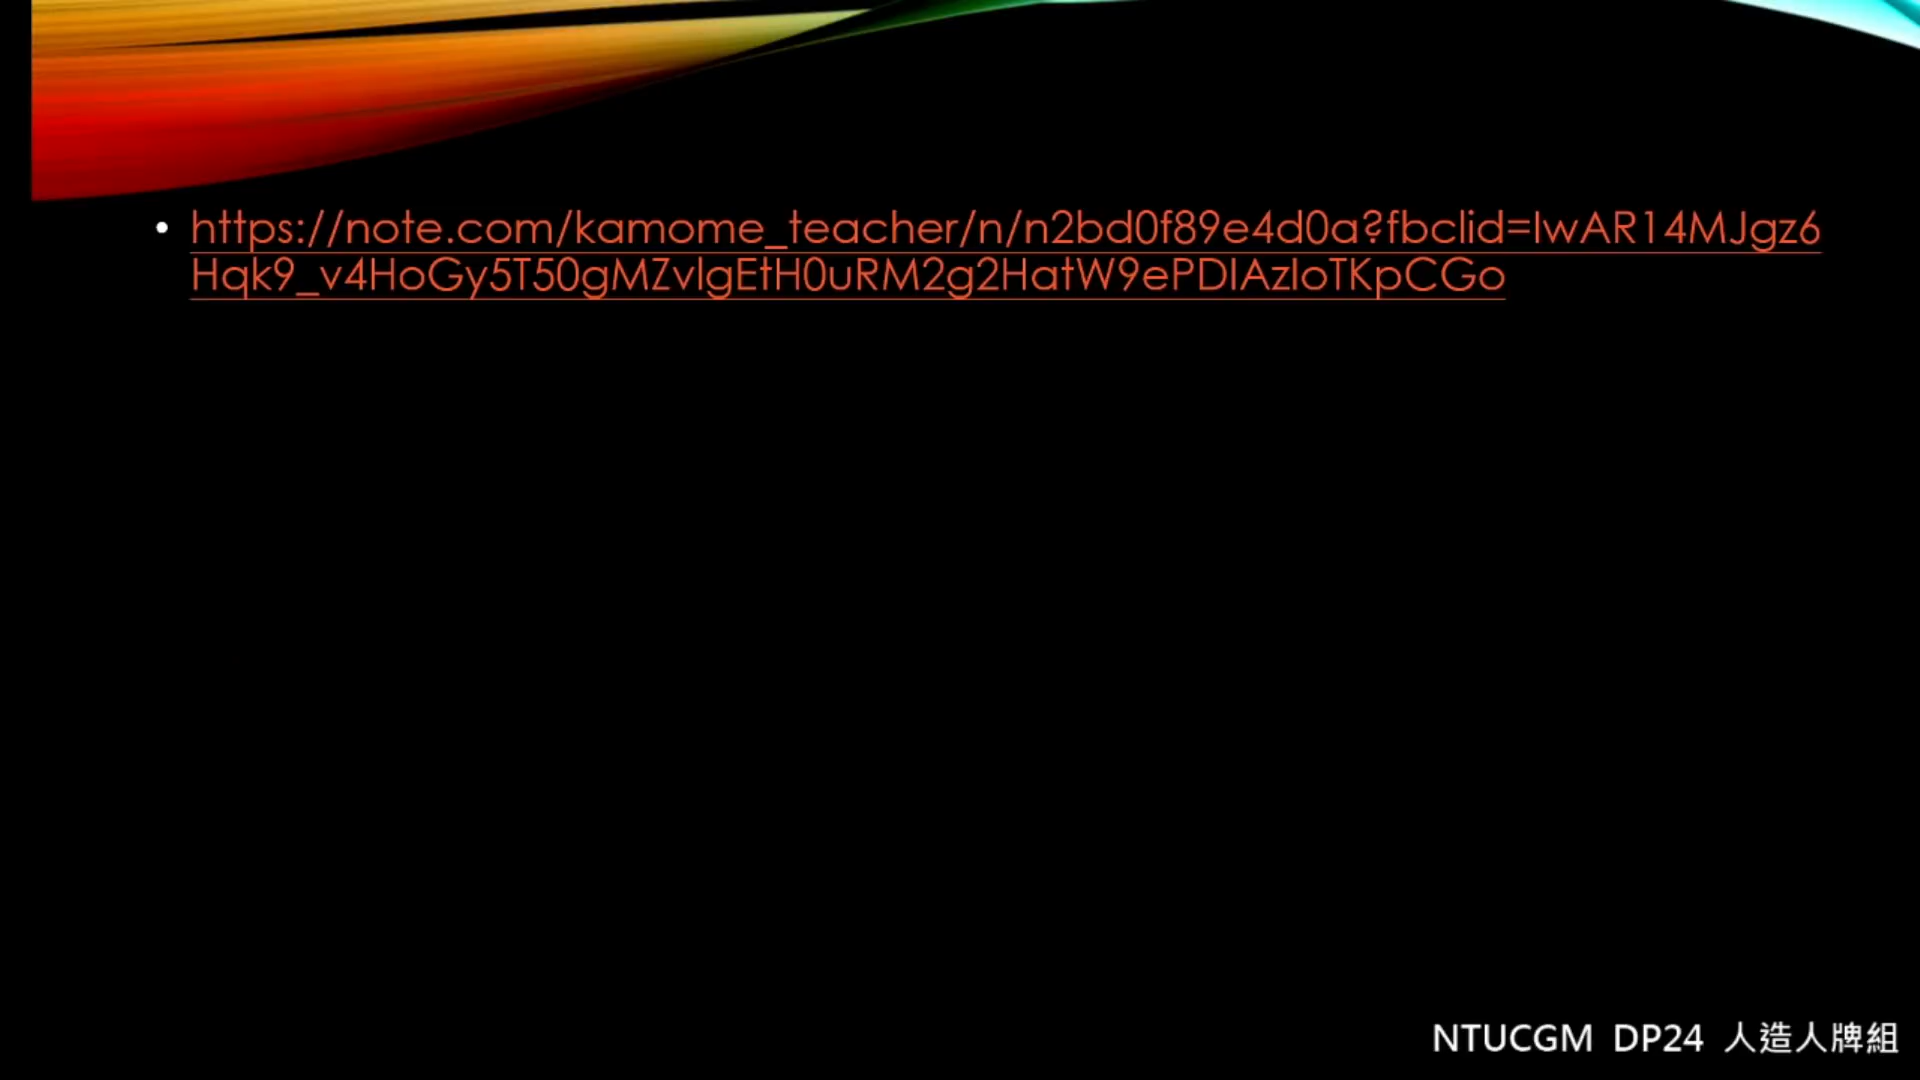 • https://note.com/kamome_teacher/n/n2bd0f89e4d0a?fbclid=IwAR14MJgz6
Hqk9_v4HoGy5T50gMZvlgEtH0uRM2g2HatW9ePDIAzIoTKpCGo
NTUCGM DP24 人造人牌組